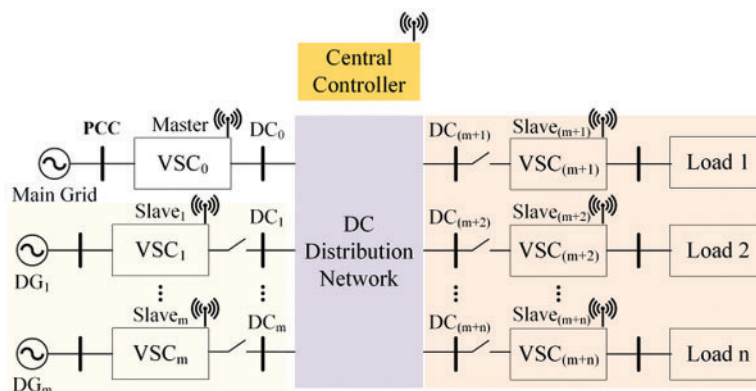 Central
Controller
PCC
Master
DC₀
DC₍ₘ₊₁₎
Slave₍ₘ₊₁₎
VSC₀
VSC₍ₘ₊₁₎
Load 1
Main Grid
Slave₁
DC₁
DC
Distribution
Network
DC₍ₘ₊₂₎
Slave₍ₘ₊₂₎
VSC₁
VSC₍ₘ₊₂₎
Load 2
DG₁
Slaveₘ
DCₘ
DC₍ₘ₊ₙ₎
Slave₍ₘ₊ₙ₎
VSCₘ
VSC₍ₘ₊ₙ₎
Load n
DGₘ